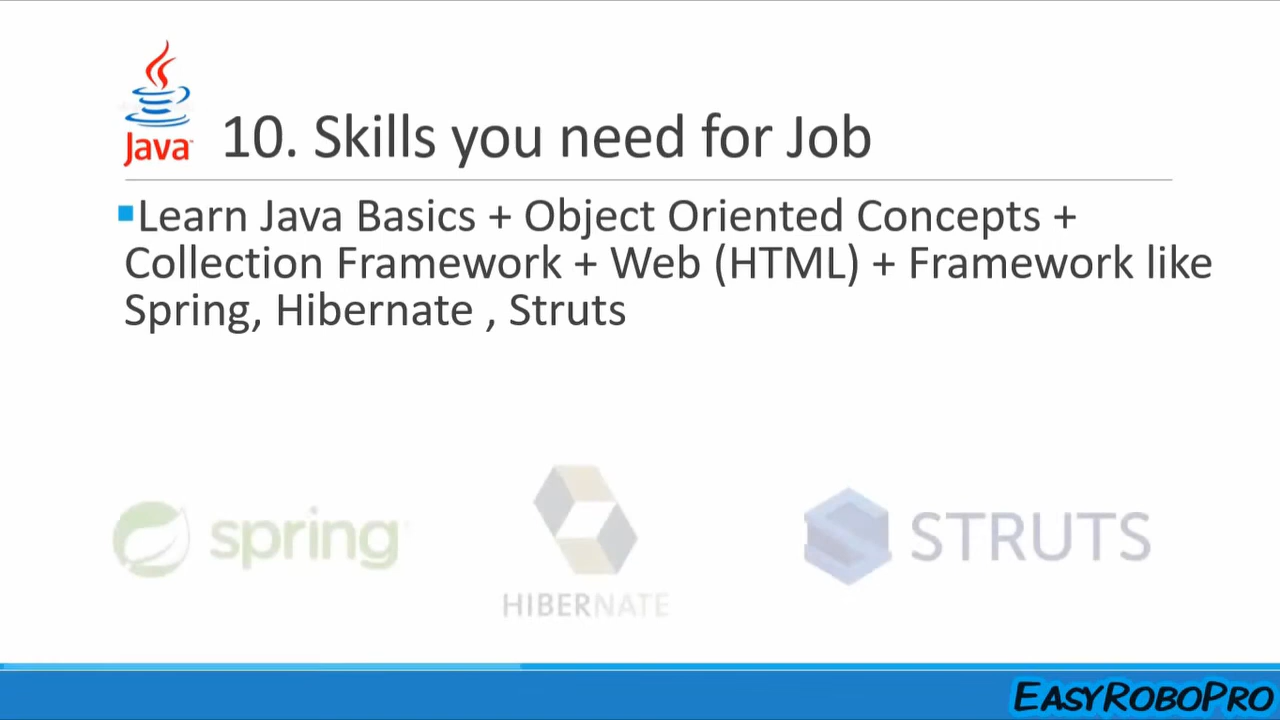 Java
10. Skills you need for Job
Learn Java Basics + Object Oriented Concepts +
Collection Framework + Web (HTML) + Framework like
Spring, Hibernate , Struts
spring
HIBERNATE
STRUTS
EASYROBOPRO